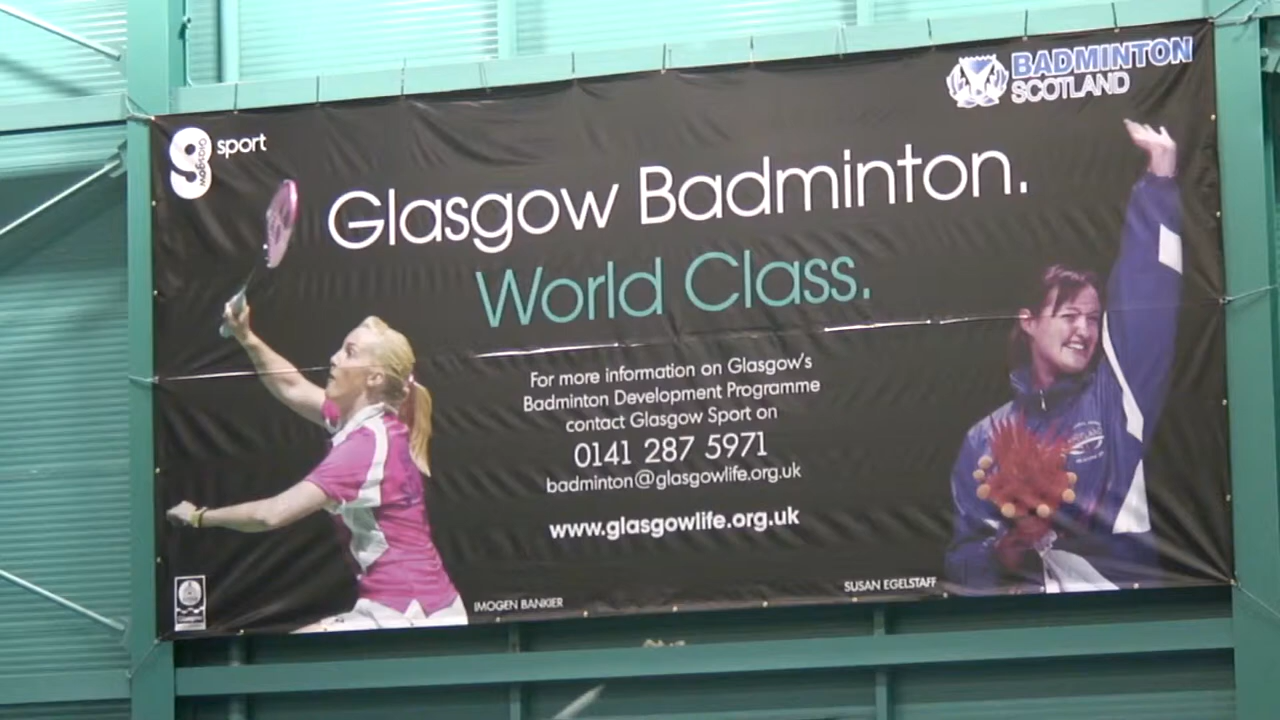 BADMINTON
SCOTLAND
Glasgow
sport
Glasgow Badminton.
World Class.
For more information on Glasgow's
Badminton Development Programme
contact Glasgow Sport on
0141 287 5971
badminton@glasgowlife.org.uk
www.glasgowlife.org.uk
IMOGEN BANKIER
SUSAN EGELSTAFF